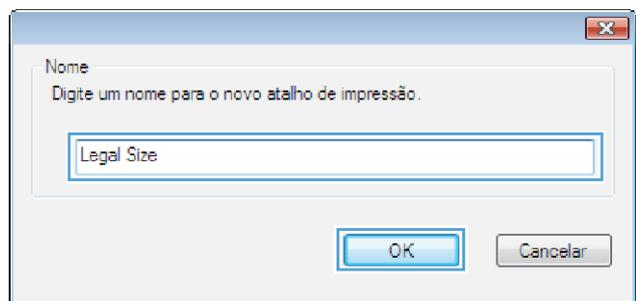 Nome
Digite um nome para o novo atalho de impressão.
Legal Size
OK
Cancelar